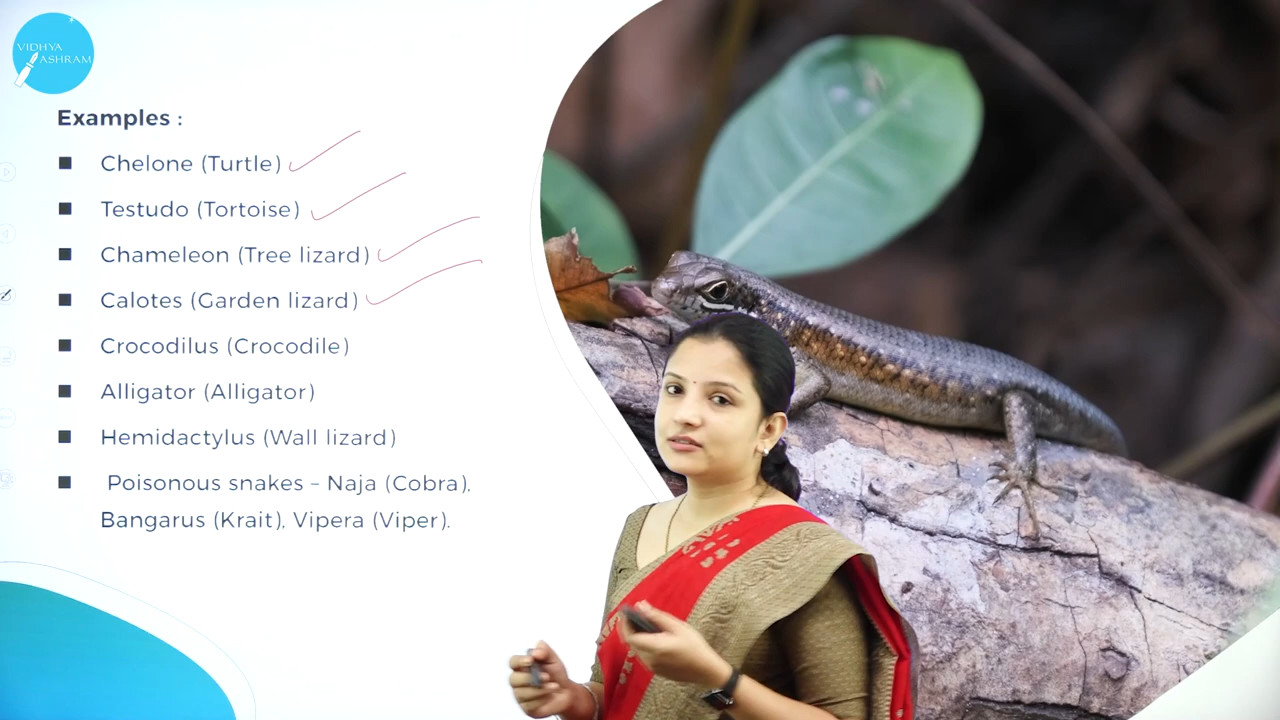 VIDHYA
ASHRAM
Examples :
Chelone (Turtle)
Testudo (Tortoise)
Chameleon (Tree lizard)
Calotes (Garden lizard)
Crocodilus (Crocodile)
Alligator (Alligator)
Hemidactylus (Wall lizard)
Poisonous snakes – Naja (Cobra),
Bangarus (Krait), Vipera (Viper).